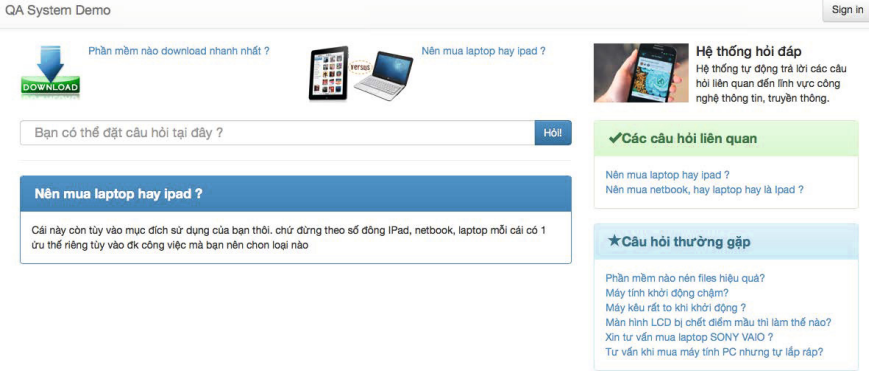 QA System Demo
Sign in
DOWNLOAD
Phần mềm nào download nhanh nhất ?
versus
Nên mua laptop hay ipad ?
Hệ thống hỏi đáp
Hệ thống tự động trả lời các câu
hỏi liên quan đến lĩnh vực công
nghệ thông tin, truyền thông.
Bạn có thể đặt câu hỏi tại đây ?
Hỏi!
Nên mua laptop hay ipad ?
Cái này còn tùy vào mục đích sử dụng của bạn thôi. chứ đừng theo số đông IPad, netbook, laptop mỗi cái có 1
ưu thế riêng tùy vào đk công việc mà bạn nên chon loại nào
Các câu hỏi liên quan
Nên mua laptop hay ipad ?
Nên mua netbook, hay laptop hay là Ipad ?
Câu hỏi thường gặp
Phần mềm nào nén files hiệu quả?
Máy tính khởi động chậm?
Máy kêu rất to khi khởi động ?
Màn hình LCD bị chết điểm mầu thì làm thế nào?
Xin tư vấn mua laptop SONY VAIO ?
Tư vấn khi mua máy tính PC nhưng tự lắp ráp?